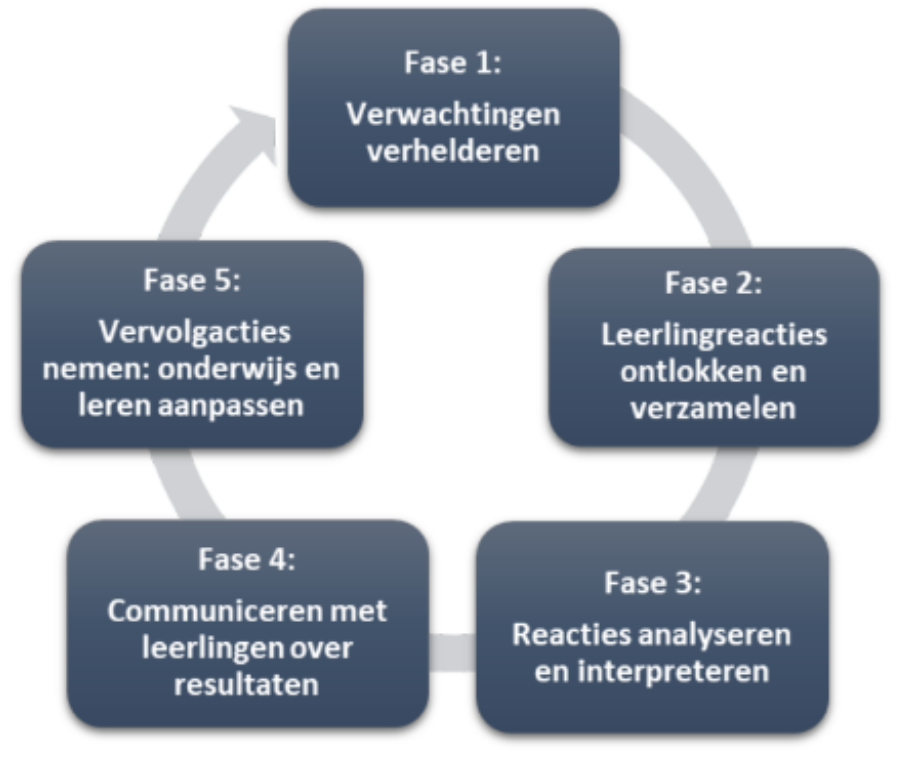 Fase 1:
Verwachtingen
verhelderen
Fase 2:
Leerlingreacties
ontlokken en
verzamelen
Fase 3:
Reacties analyseren
en interpreteren
Fase 4:
Communiceren met
leerlingen over
resultaten
Fase 5:
Vervolgacties
nemen: onderwijs en
leren aanpassen